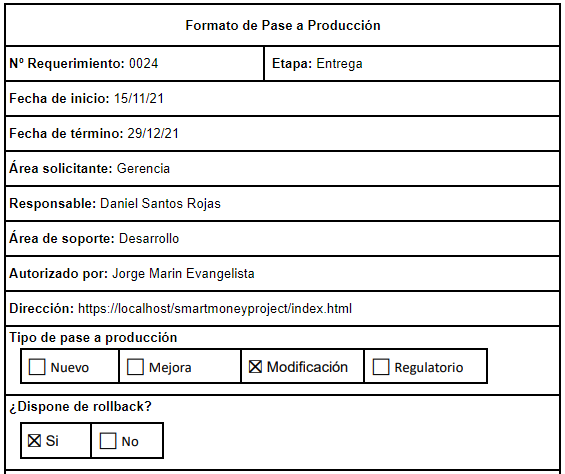 Formato de Pase a Producción
Nº Requerimiento: 0024 Etapa: Entrega
Fecha de inicio: 15/11/21
Fecha de término: 29/12/21
Área solicitante: Gerencia
Responsable: Daniel Santos Rojas
Área de soporte: Desarrollo
Autorizado por: Jorge Marin Evangelista
Dirección: https://localhost/smartmoneyproject/index.html
Tipo de pase a producción
☐ Nuevo ☐ Mejora ☒ Modificación ☐ Regulatorio
¿Dispone de rollback?
☒ Si ☐ No